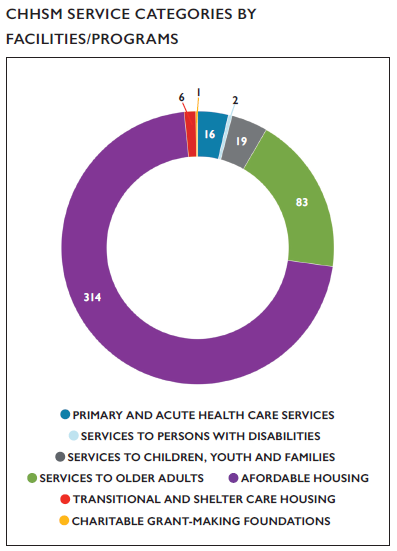 CHHSM SERVICE CATEGORIES BY
FACILITIES/PROGRAMS
6 1 2
16
19
83
314
PRIMARY AND ACUTE HEALTH CARE SERVICES
SERVICES TO PERSONS WITH DISABILITIES
SERVICES TO CHILDREN, YOUTH AND FAMILIES
SERVICES TO OLDER ADULTS AFORDABLE HOUSING
TRANSITIONAL AND SHELTER CARE HOUSING
CHARITABLE GRANT-MAKING FOUNDATIONS